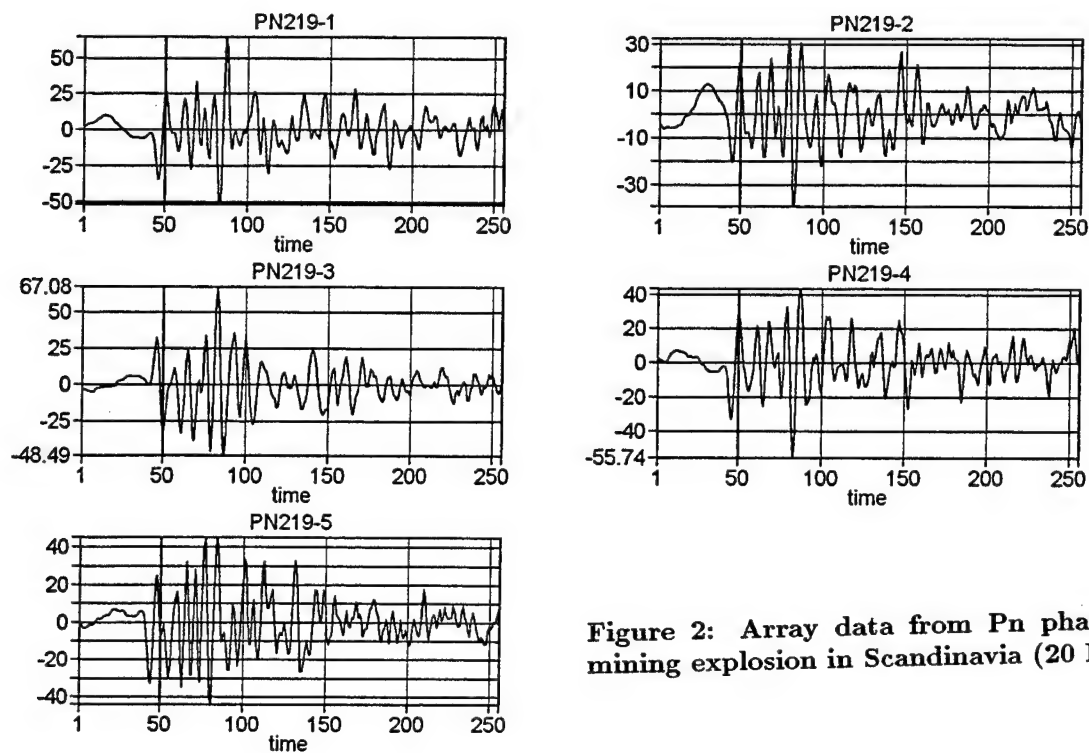 PN219-1
50
25
0
-25
-50
1 50 100 150 200 250
time
PN219-2
30
10
-10
-30
1 50 100 150 200 250
time
PN219-3
67.08
50
25
0
-25
-48.49
1 50 100 150 200 250
time
PN219-4
40
20
0
-20
-40
-55.74
1 50 100 150 200 250
time
PN219-5
40
20
0
-20
-40
1 50 100 150 200 250
time
Figure 2: Array data from Pn pha
mining explosion in Scandinavia (20